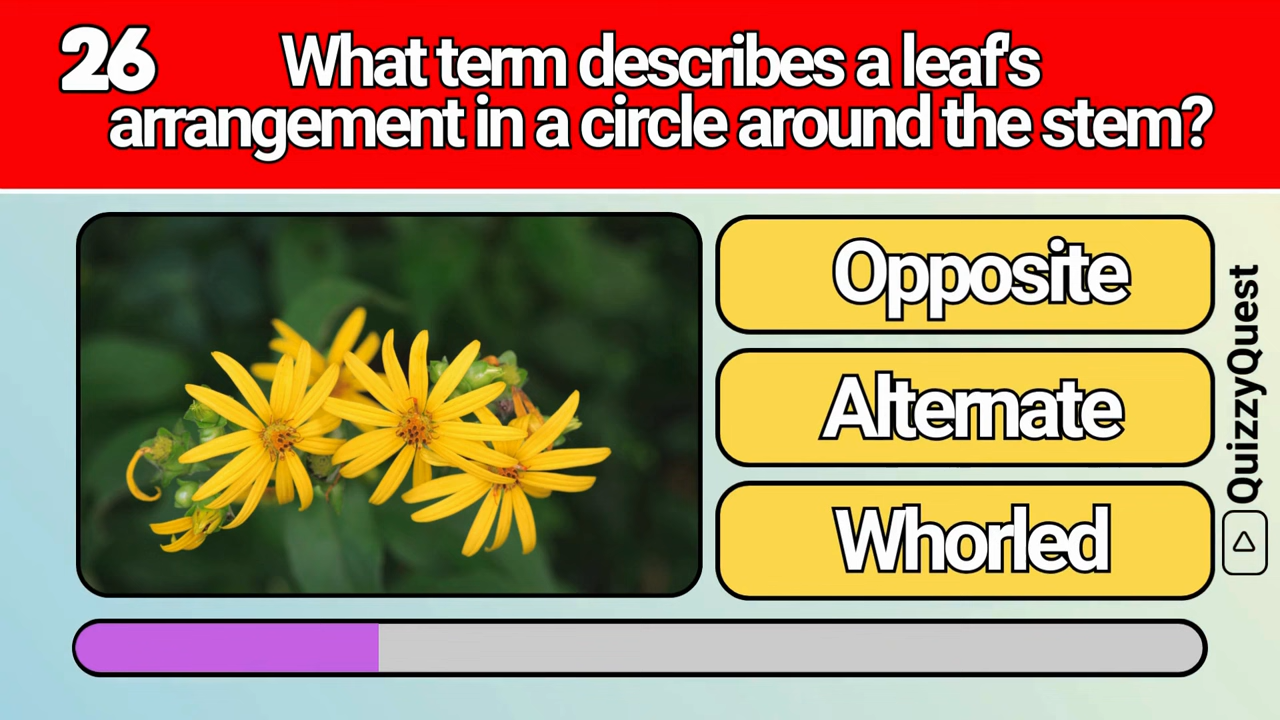 26
What term describes a leaf's
arrangement in a circle around the stem?
Opposite
Alternate
Whorled
QuizzyQuest